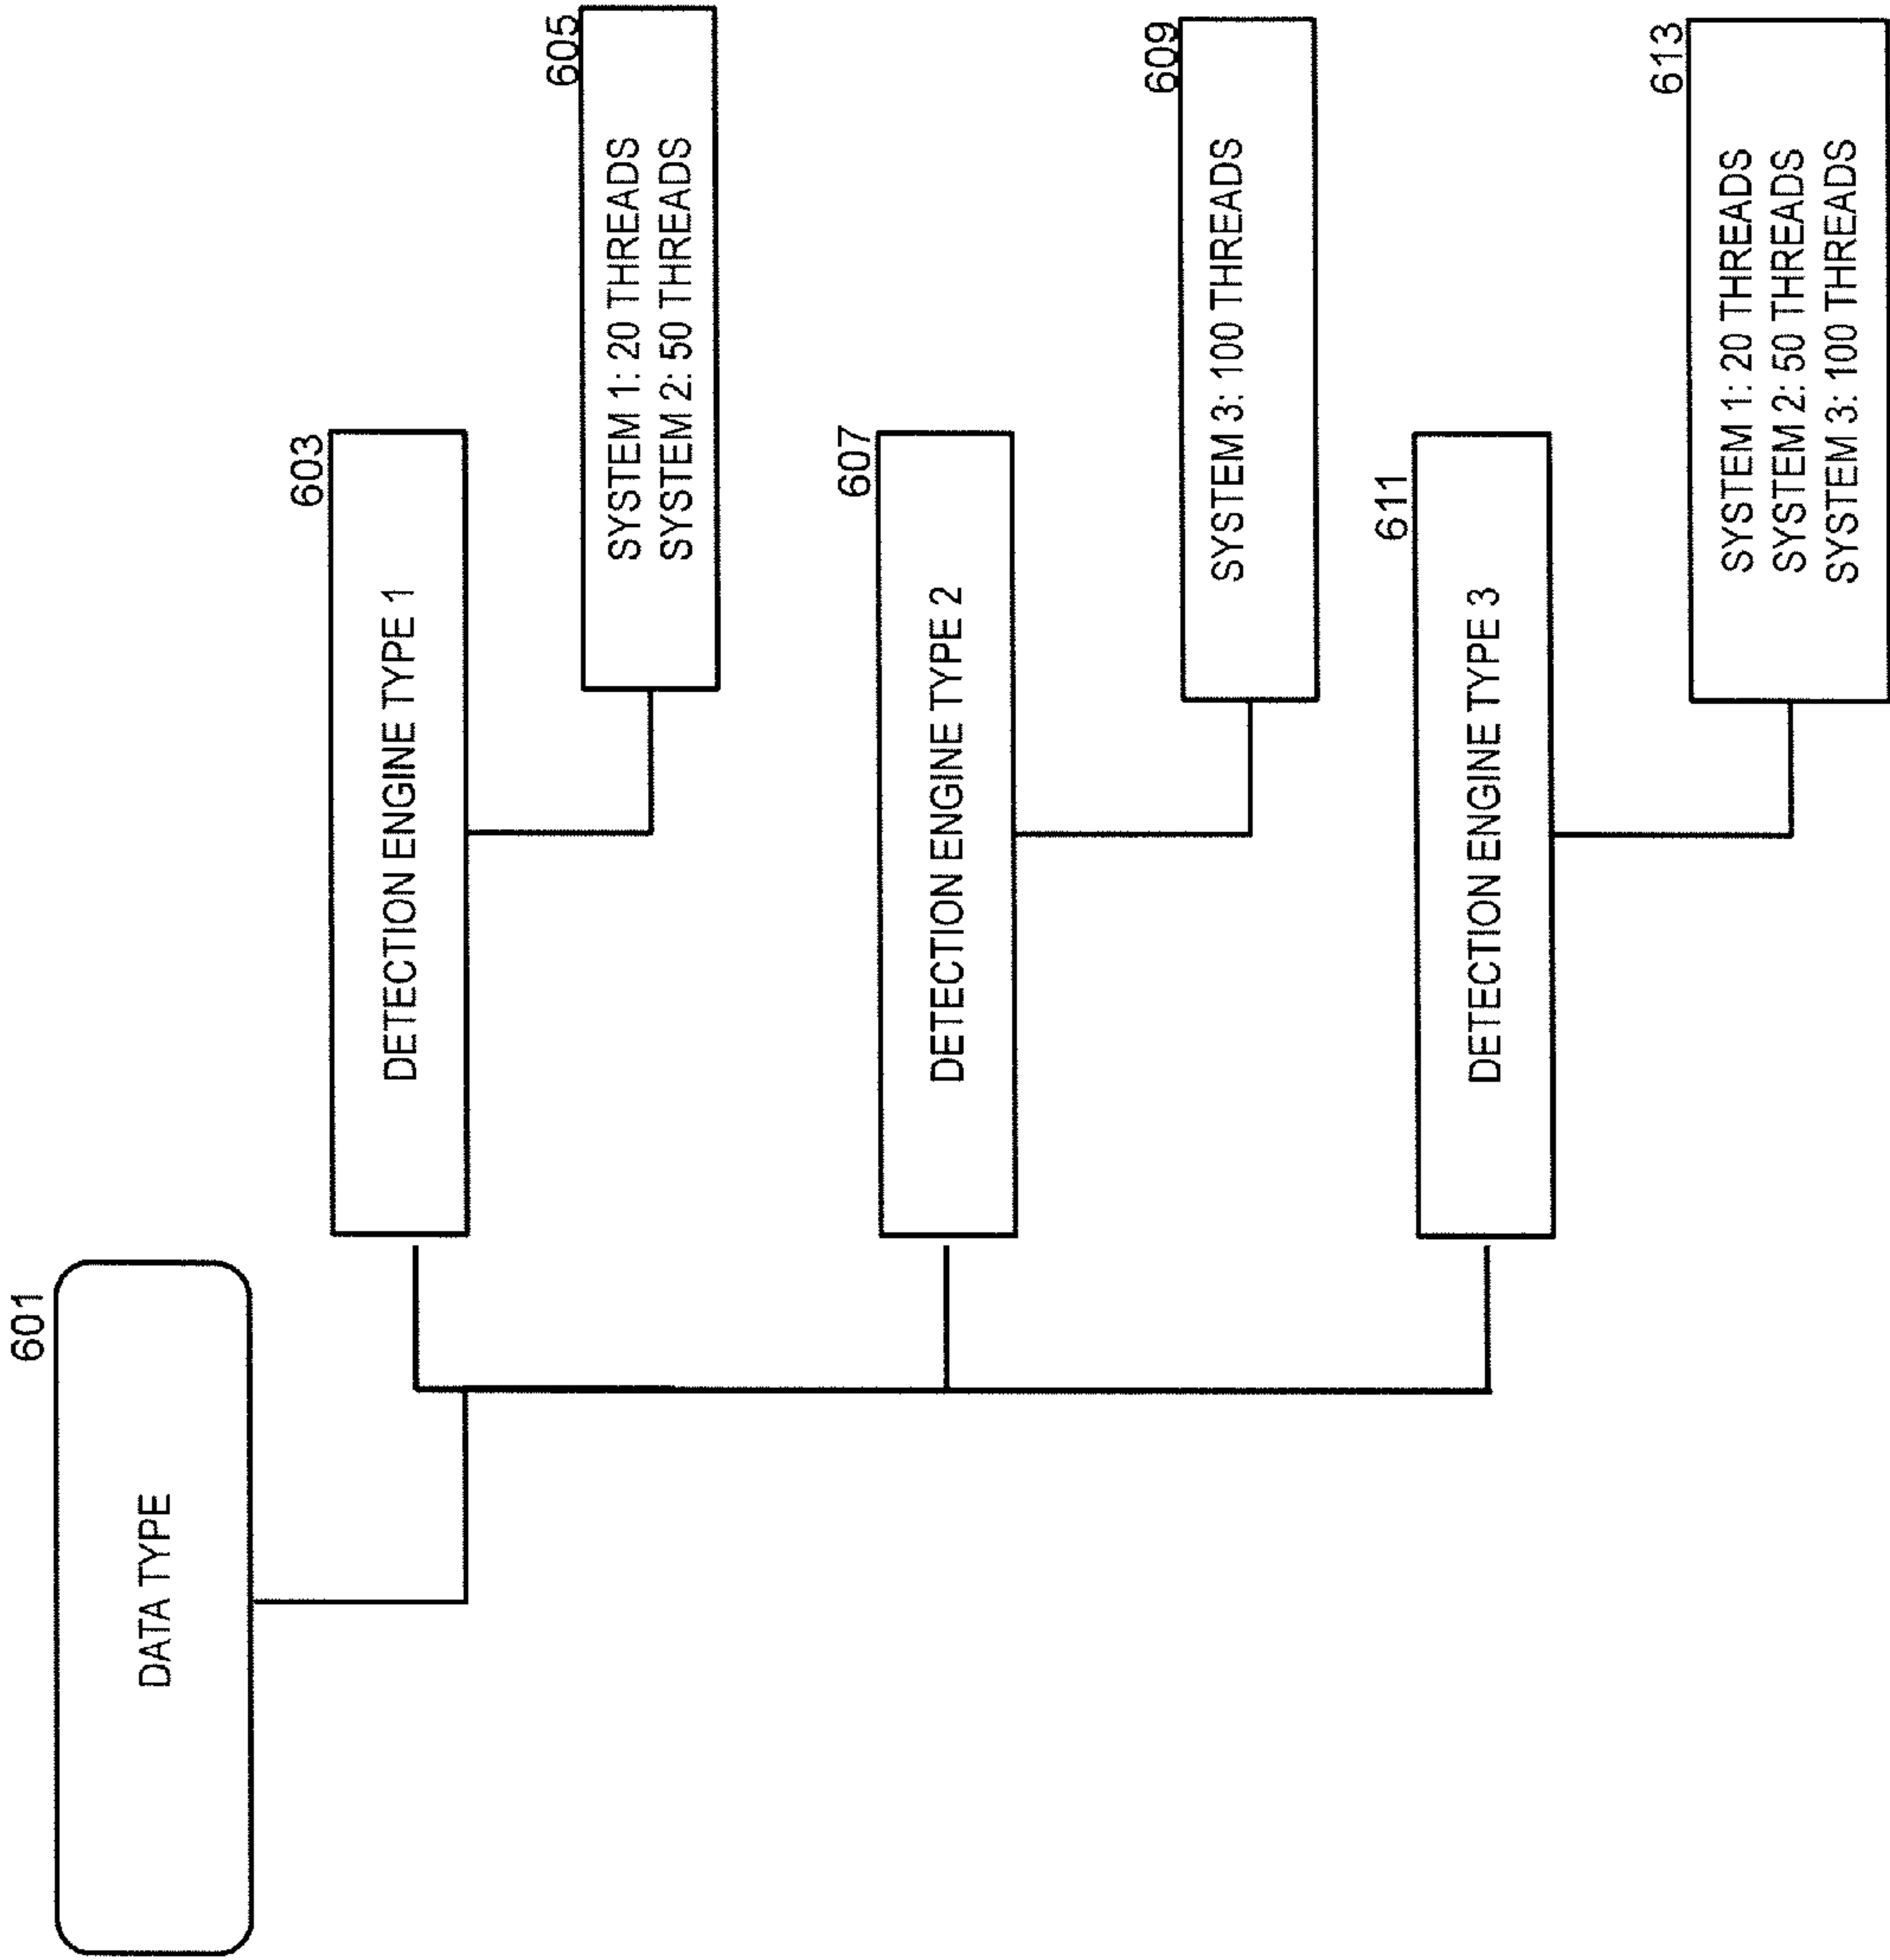 601
DATA TYPE
603
DETECTION ENGINE TYPE 1
605
SYSTEM 1: 20 THREADS
SYSTEM 2: 50 THREADS
607
DETECTION ENGINE TYPE 2
609
SYSTEM 3: 100 THREADS
611
DETECTION ENGINE TYPE 3
613
SYSTEM 1: 20 THREADS
SYSTEM 2: 50 THREADS
SYSTEM 3: 100 THREADS